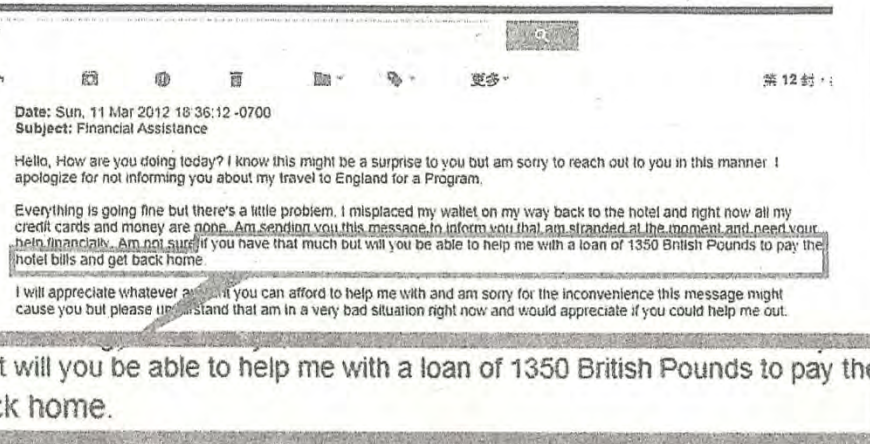 更多
第 12 封
Date: Sun, 11 Mar 2012 18:36:12 -0700
Subject: Financial Assistance
Hello, How are you doing today? I know this might be a surprise to you but am sorry to reach out to you in this manner I
apologize for not informing you about my travel to England for a Program.
Everything is going fine but there's a little problem. I misplaced my wallet on my way back to the hotel and right now all my
credit cards and money are gone. Am sending you this message to inform you that am stranded at the moment and need your
help financially. Am not sure if you have that much but will you be able to help me with a loan of 1350 British Pounds to pay the
hotel bills and get back home.
I will appreciate whatever you can afford to help me with and am sorry for the inconvenience this message might
cause you but please understand that am in a very bad situation right now and would appreciate if you could help me out.
t will you be able to help me with a loan of 1350 British Pounds to pay the
ck home.